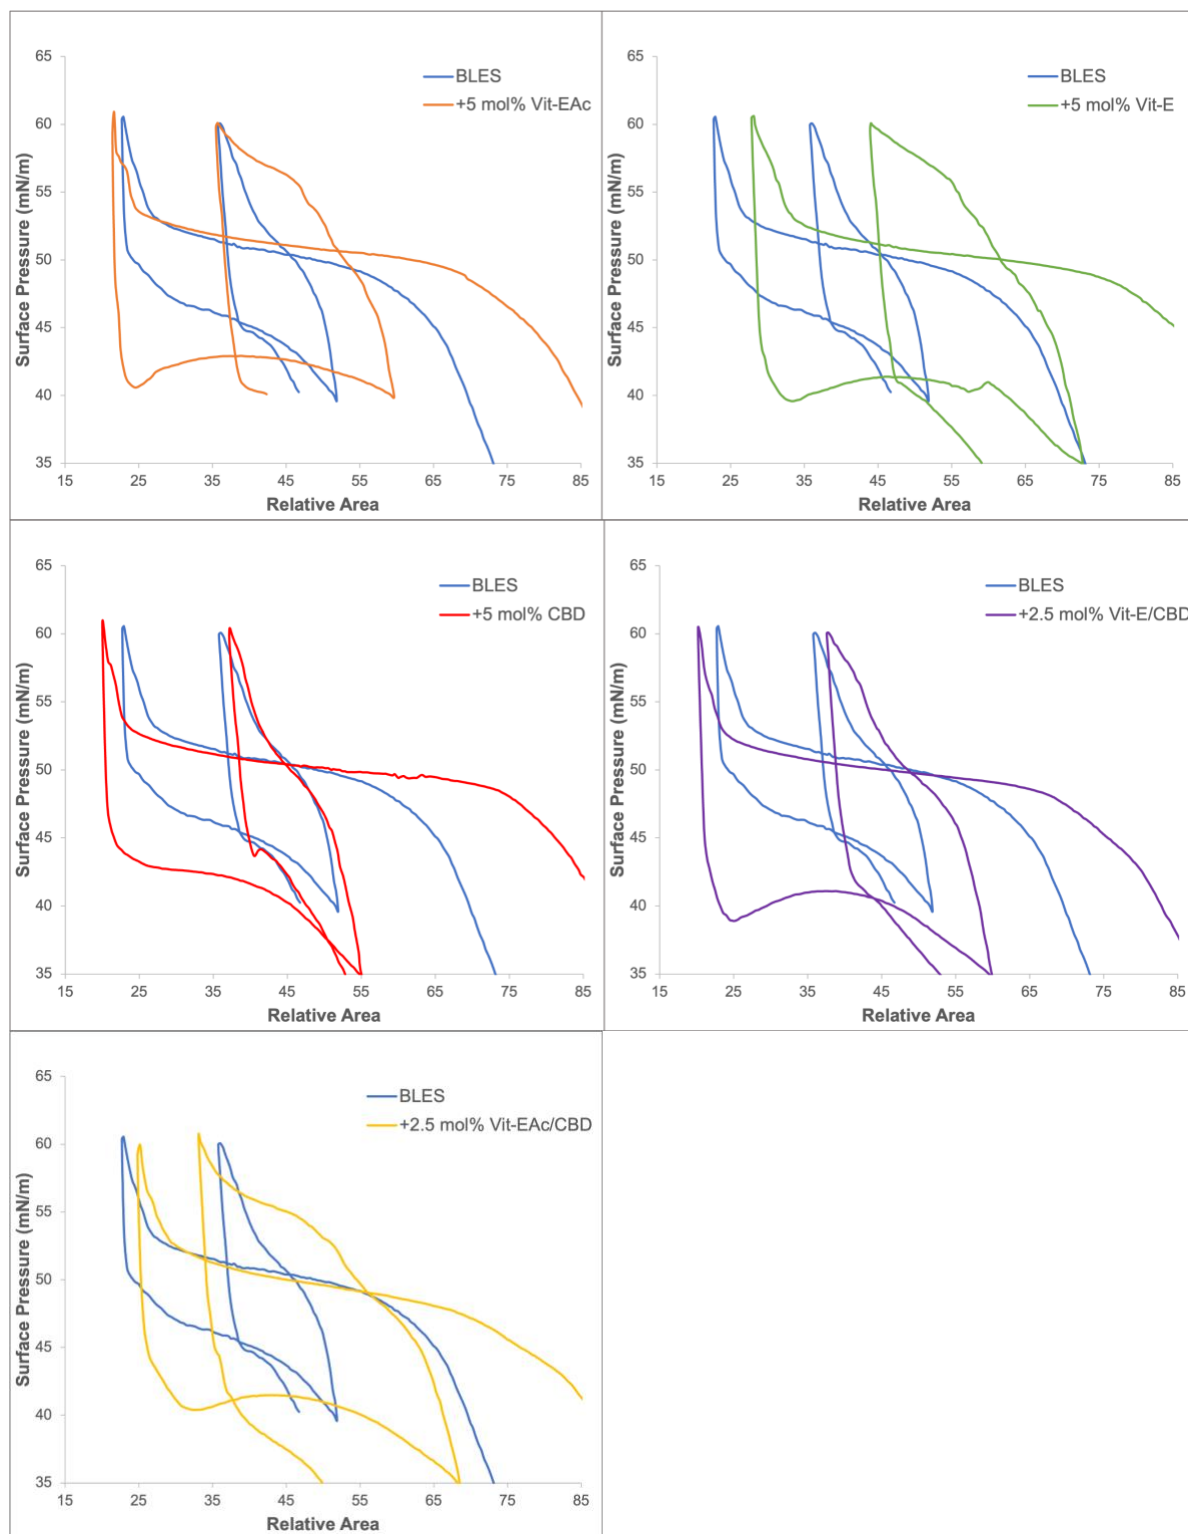 65
60
55
50
45
40
35
Surface Pressure (mN/m)
15 25 35 45 55 65 75 85
Relative Area
BLES
+5 mol% Vit-EAc
65
60
55
50
45
40
35
Surface Pressure (mN/m)
15 25 35 45 55 65 75 85
Relative Area
BLES
+5 mol% Vit-E
65
60
55
50
45
40
35
Surface Pressure (mN/m)
15 25 35 45 55 65 75 85
Relative Area
BLES
+5 mol% CBD
65
60
55
50
45
40
35
Surface Pressure (mN/m)
15 25 35 45 55 65 75 85
Relative Area
BLES
+2.5 mol% Vit-E/CBD
65
60
55
50
45
40
35
Surface Pressure (mN/m)
15 25 35 45 55 65 75 85
Relative Area
BLES
+2.5 mol% Vit-EAc/CBD